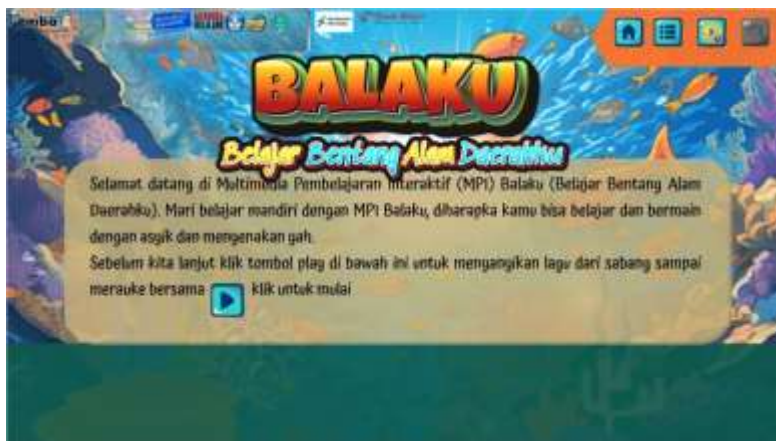 BALAKU
Belajar Bentang Alam Daerahku
Selamat datang di Multimedia Pembelajaran Interaktif (MPI) Balaku (Belajar Bentang Alam
Daerahku). Mari belajar mandiri dengan MPI Balaku, diharapka kamu bisa belajar dan bermain
dengan asyik dan mengenakan yah.
Sebelum kita lanjut klik tombol play di bawah ini untuk menyanyikan lagu dari sabang sampai
merauke bersama klik untuk mulai